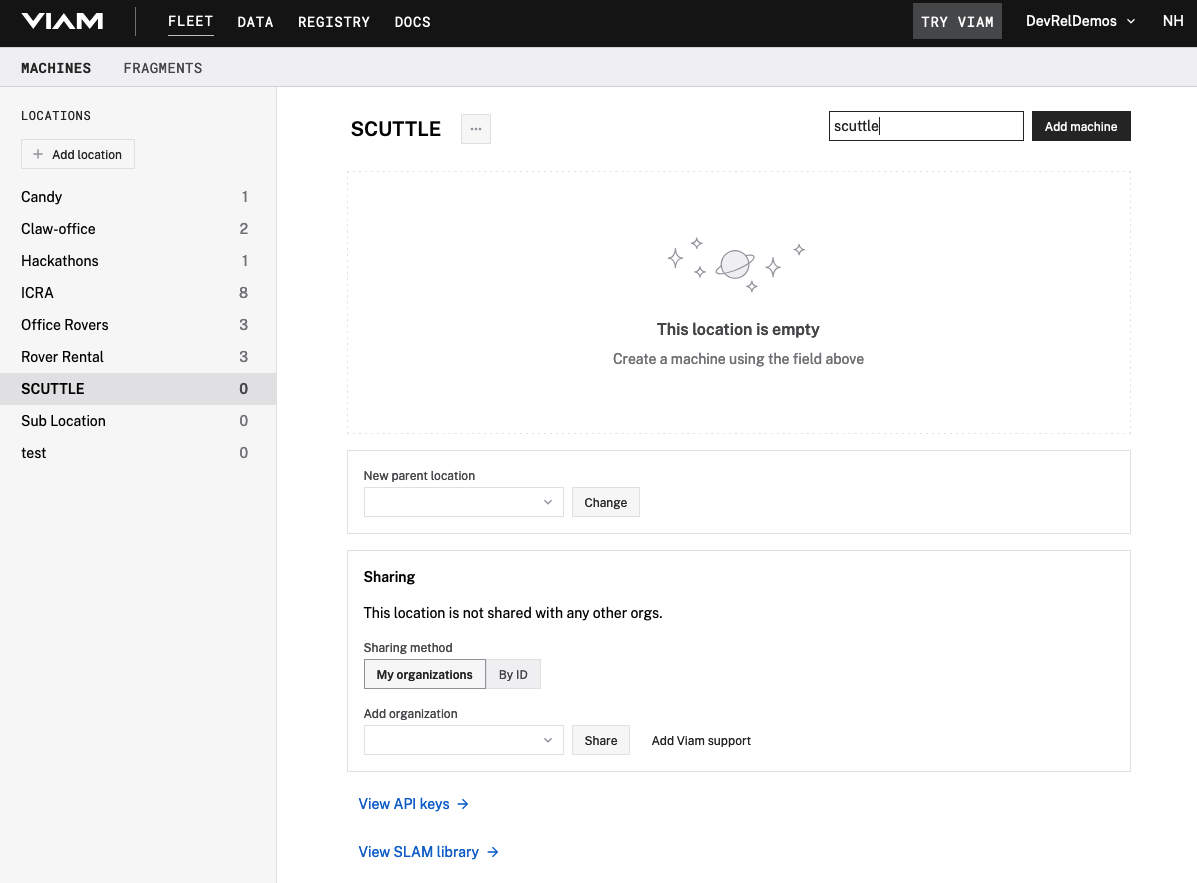 VIAM FLEET DATA REGISTRY DOCS TRY VIAM DevRelDemos NH
MACHINES FRAGMENTS
LOCATIONS
+ Add location
Candy 1
Claw-office 2
Hackathons 1
ICRA 8
Office Rovers 3
Rover Rental 3
SCUTTLE 0
Sub Location 0
test 0
SCUTTLE ... scuttle Add machine
This location is empty
Create a machine using the field above
New parent location
Change
Sharing
This location is not shared with any other orgs.
Sharing method
My organizations By ID
Add organization
Share Add Viam support
View API keys →
View SLAM library →